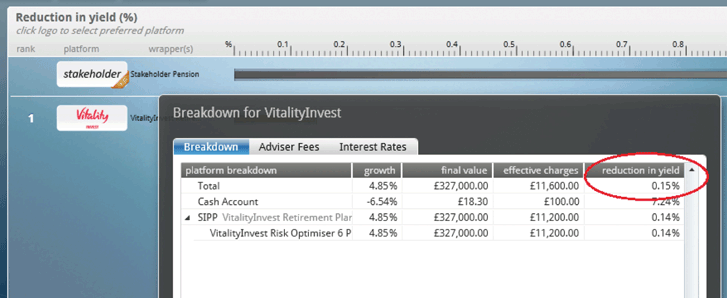 Reduction in yield (%)
click logo to select preferred platform
rank platform wrapper(s) % 0.1 0.2 0.3 0.4 0.5 0.6 0.7 0.8
stakeholder Stakeholder Pension
1 Vitality INVEST VitalityIn
Breakdown for VitalityInvest
Breakdown Adviser Fees Interest Rates
platform breakdown growth final value effective charges reduction in yield
Total 4.85% £327,000.00 £11,600.00 0.15%
Cash Account -6.54% £18.30 £100.00 7.24%
SIPP VitalityInvest Retirement Plan 4.85% £327,000.00 £11,200.00 0.14%
VitalityInvest Risk Optimiser 6 P 4.85% £327,000.00 £11,200.00 0.14%